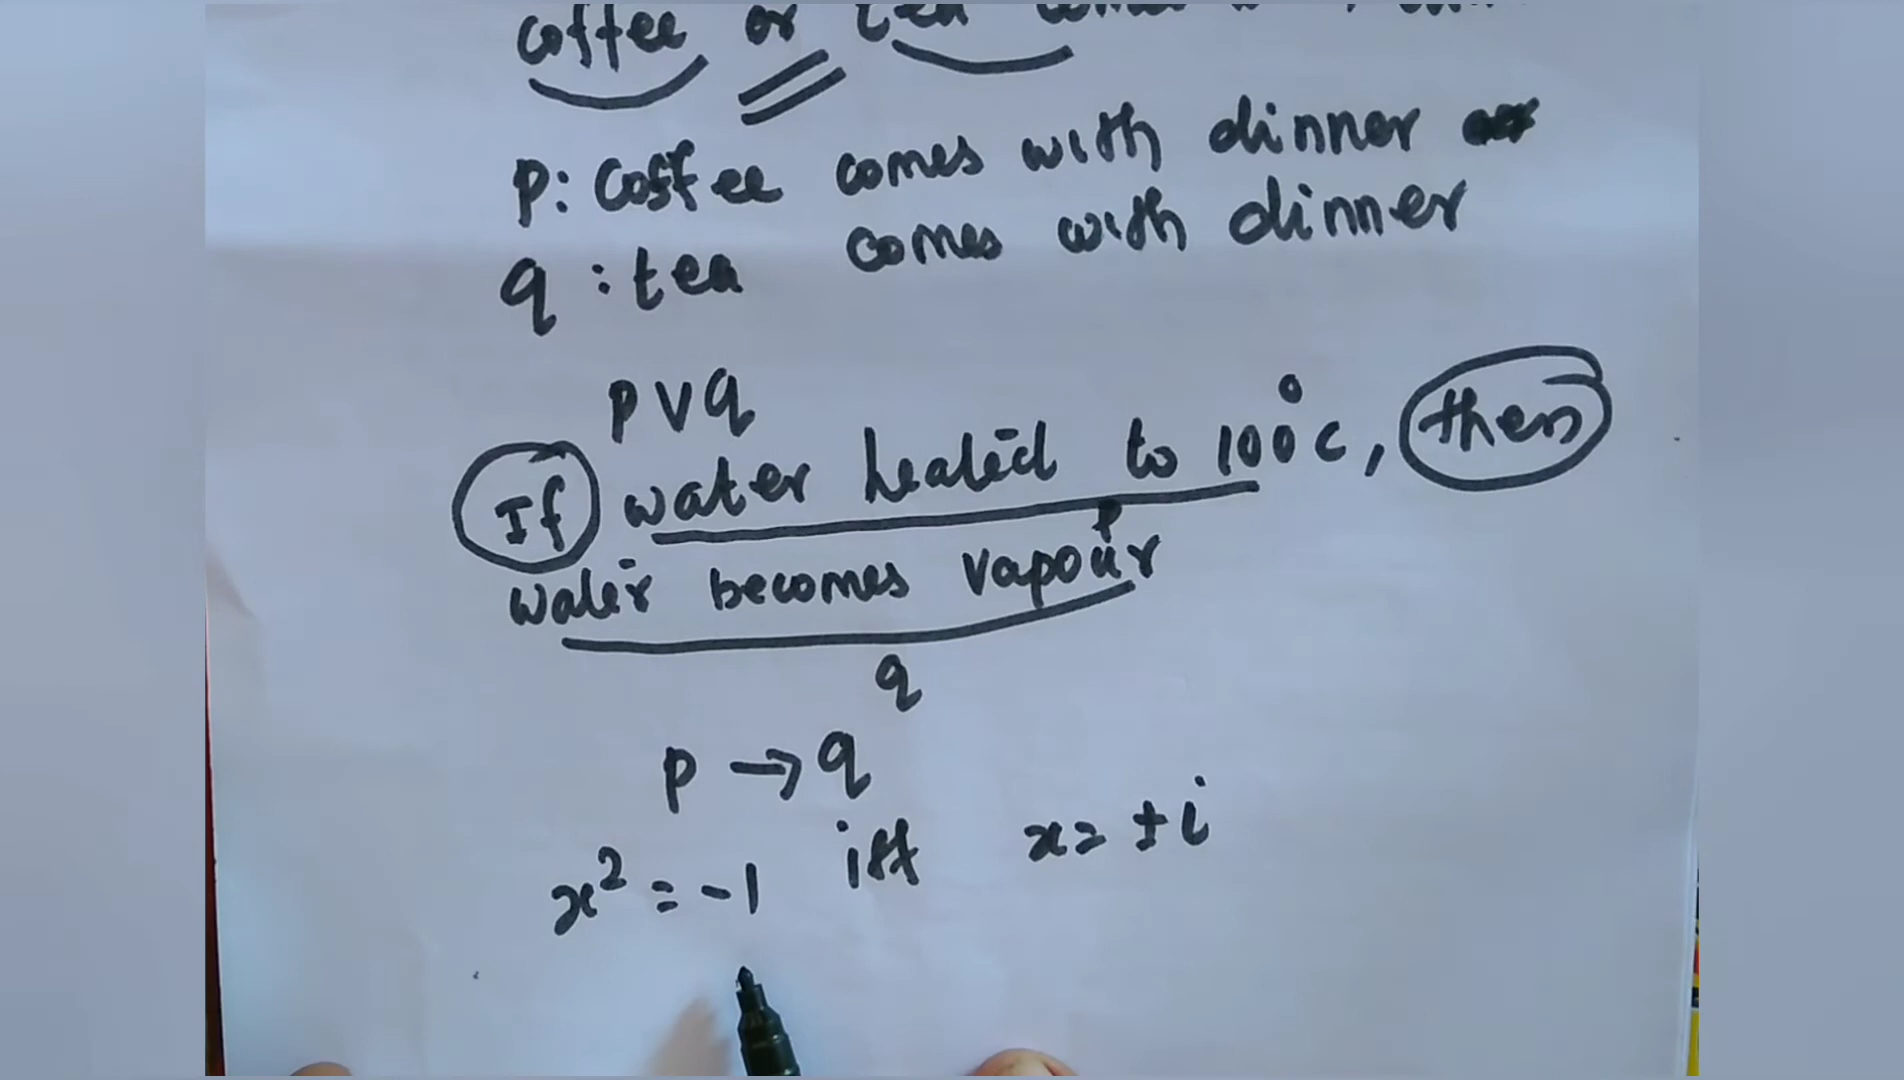 coffee or tea
p: Coffee comes with dinner
q : tea comes with dinner
p ∨ q
If water heated to 100°C, then
p
water becomes vapour
q
p → q
x² = -1 iff x = ± i